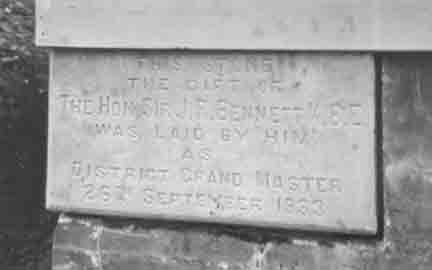 THIS STONE
THE GIFT OF
THE HON. SIR J.F. BENNETT K.B.E.
WAS LAID BY HIM
AS
DISTRICT GRAND MASTER
26TH SEPTEMBER 1933